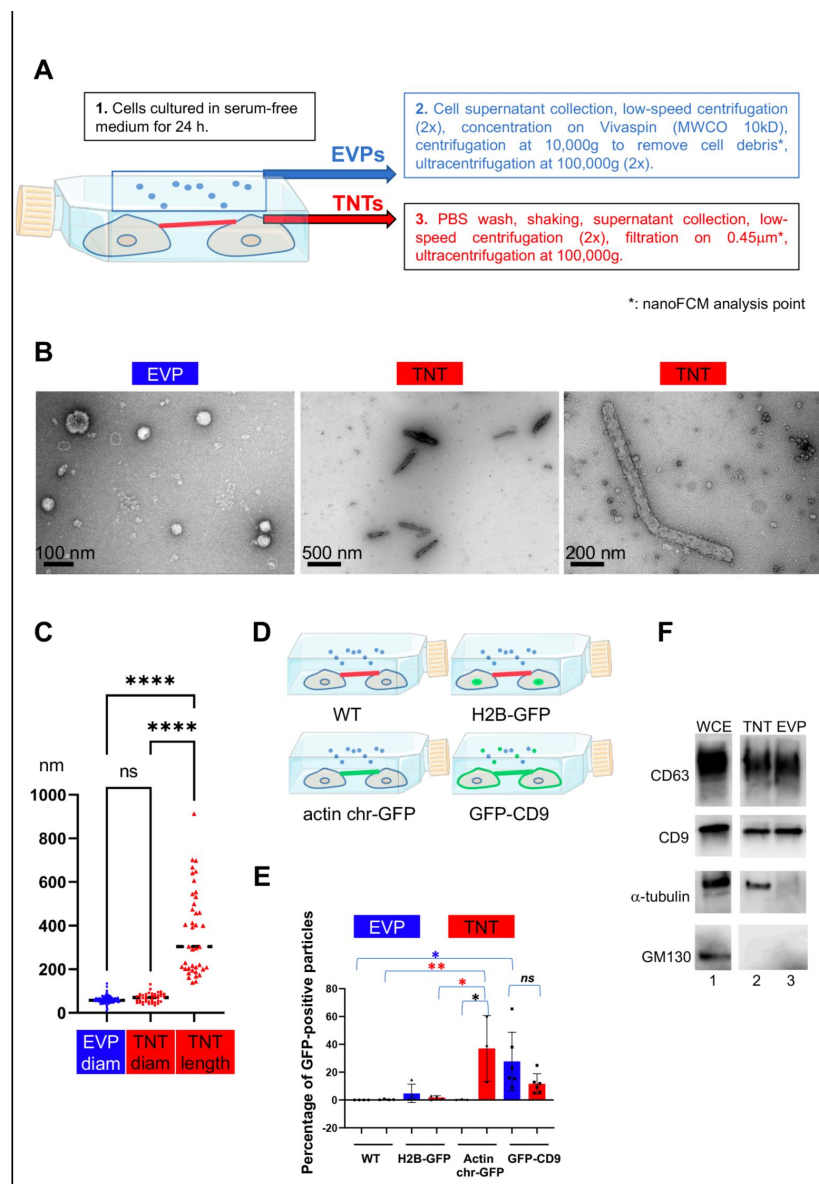 A
1. Cells cultured in serum-free
medium for 24 h.
2. Cell supernatant collection, low-speed centrifugation
(2x), concentration on Vivaspin (MWCO 10kD),
centrifugation at 10,000g to remove cell debris*,
ultracentrifugation at 100,000g (2x).
EVPs
TNTs
3. PBS wash, shaking, supernatant collection, low-
speed centrifugation (2x), filtration on 0.45μm*,
ultracentrifugation at 100,000g.
*: nanoFCM analysis point
B
EVP
TNT
TNT
100 nm
500 nm
200 nm
C
****
****
ns
nm
1000
800
600
400
200
0
EVP diam
TNT diam
TNT length
D
WT
H2B-GFP
actin chr-GFP
GFP-CD9
E
EVP
TNT
*
**
*
*
ns
Percentage of GFP-positive particles
80
60
40
20
0
-20
WT
H2B-GFP
Actin
chr-GFP
GFP-CD9
F
WCE TNT EVP
CD63
CD9
α-tubulin
GM130
1 2 3